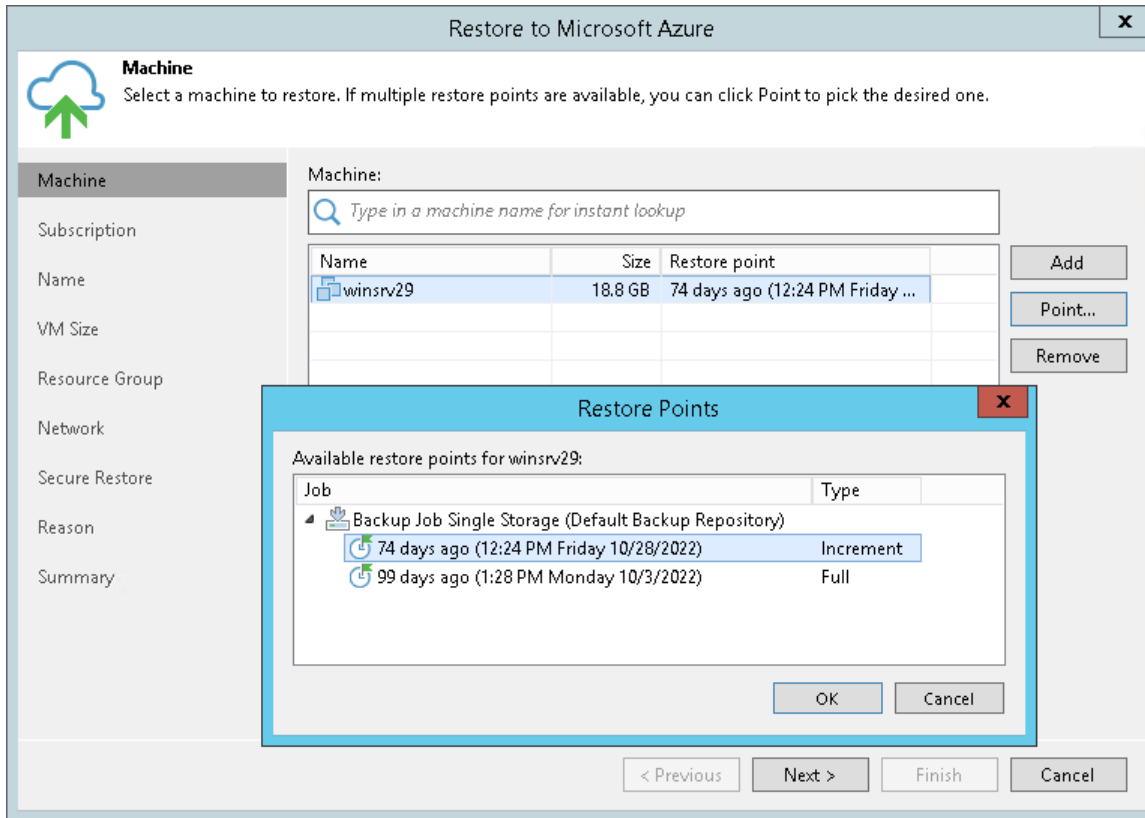 Restore to Microsoft Azure
x
Machine
Select a machine to restore. If multiple restore points are available, you can click Point to pick the desired one.
Machine
Subscription
Name
VM Size
Resource Group
Network
Secure Restore
Reason
Summary
Machine:
Type in a machine name for instant lookup
Name Size Restore point
winsrv29 18.8 GB 74 days ago (12:24 PM Friday ...
Add
Point...
Remove
Restore Points
x
Available restore points for winsrv29:
Job Type
Backup Job Single Storage (Default Backup Repository)
74 days ago (12:24 PM Friday 10/28/2022) Increment
99 days ago (1:28 PM Monday 10/3/2022) Full
OK Cancel
< Previous Next > Finish Cancel